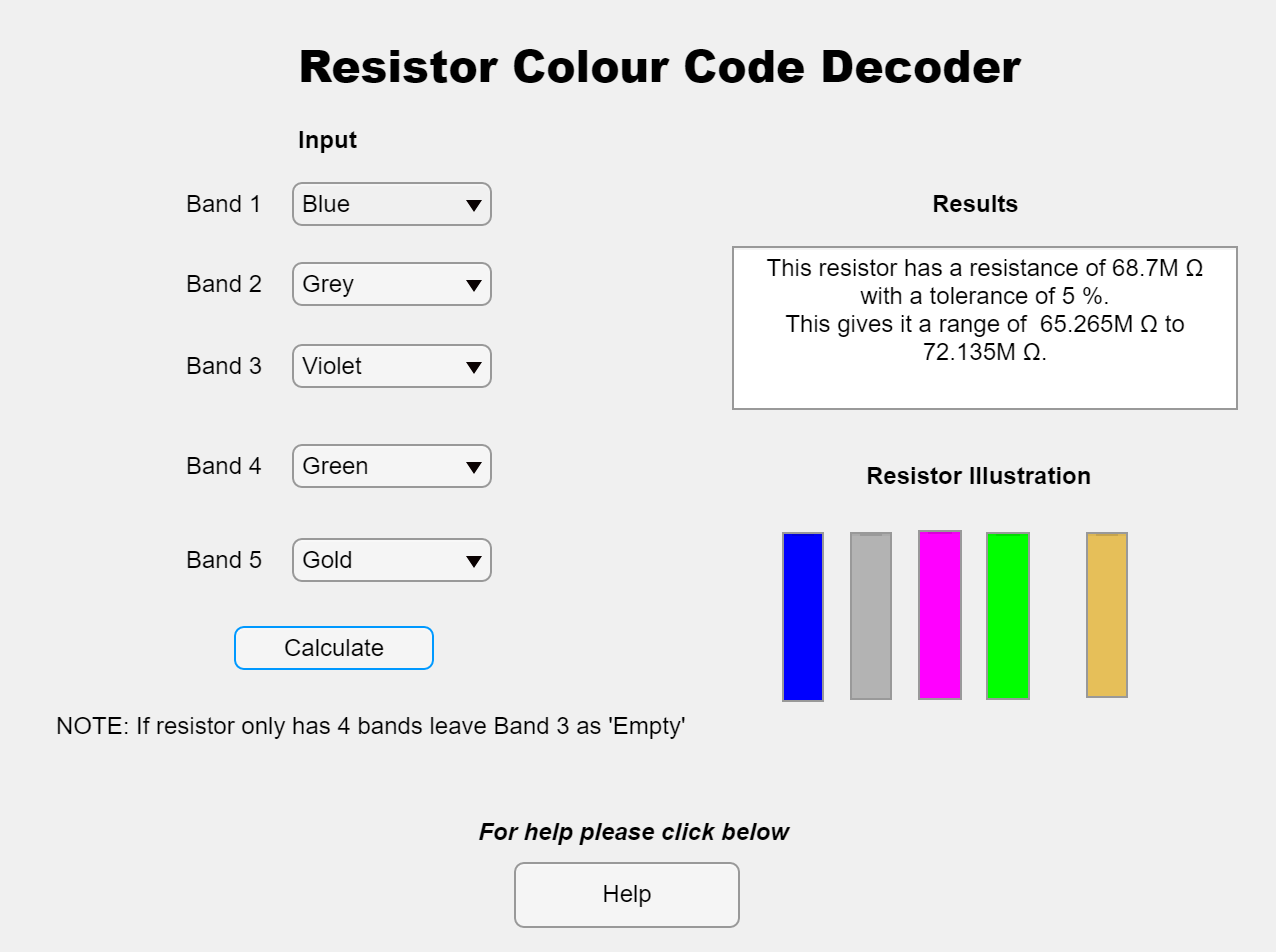 Resistor Colour Code Decoder
Input
Band 1 Blue
Band 2 Grey
Band 3 Violet
Band 4 Green
Band 5 Gold
Calculate
NOTE: If resistor only has 4 bands leave Band 3 as 'Empty'
Results
This resistor has a resistance of 68.7M Ω
with a tolerance of 5 %.
This gives it a range of  65.265M Ω to
72.135M Ω.
Resistor Illustration
For help please click below
Help